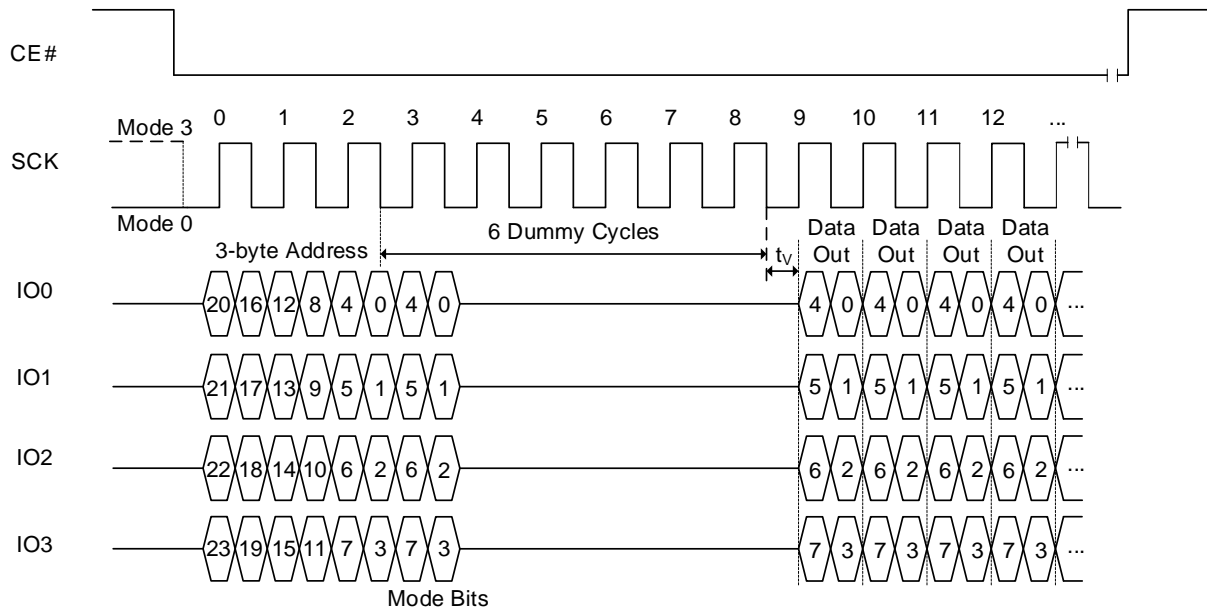 CE#
0 1 2 3 4 5 6 7 8 9 10 11 12 ...
Mode 3
SCK
Mode 0
6 Dummy Cycles
Data Data Data Data
3-byte Address
tV
Out Out Out Out
IO0
20 16 12 8 4 0 4 0 4 0 4 0 4 0 4 0 ...
IO1
21 17 13 9 5 1 5 1 5 1 5 1 5 1 5 1 ...
IO2
22 18 14 10 6 2 6 2 6 2 6 2 6 2 6 2 ...
IO3
23 19 15 11 7 3 7 3 7 3 7 3 7 3 7 3 ...
Mode Bits